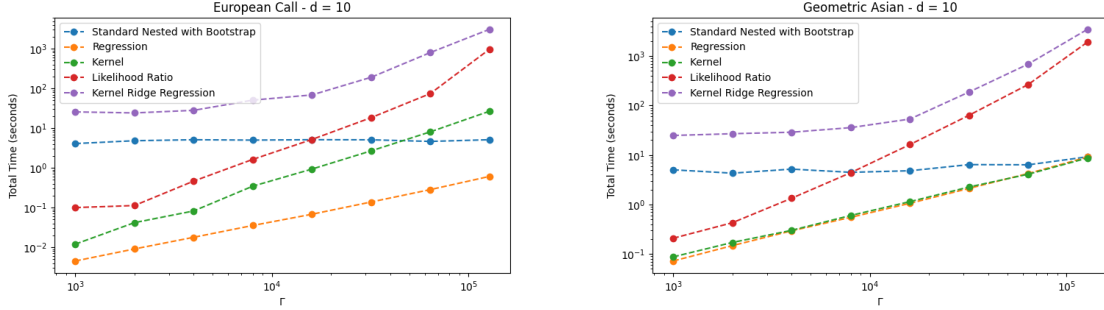 European Call - d = 10
Standard Nested with Bootstrap
Regression
Kernel
Likelihood Ratio
Kernel Ridge Regression
Total Time (seconds)
10³
10²
10¹
10⁰
10⁻¹
10⁻²
10³
10⁴
10⁵
Γ
Geometric Asian - d = 10
Standard Nested with Bootstrap
Regression
Kernel
Likelihood Ratio
Kernel Ridge Regression
Total Time (seconds)
10³
10²
10¹
10⁰
10⁻¹
10³
10⁴
10⁵
Γ